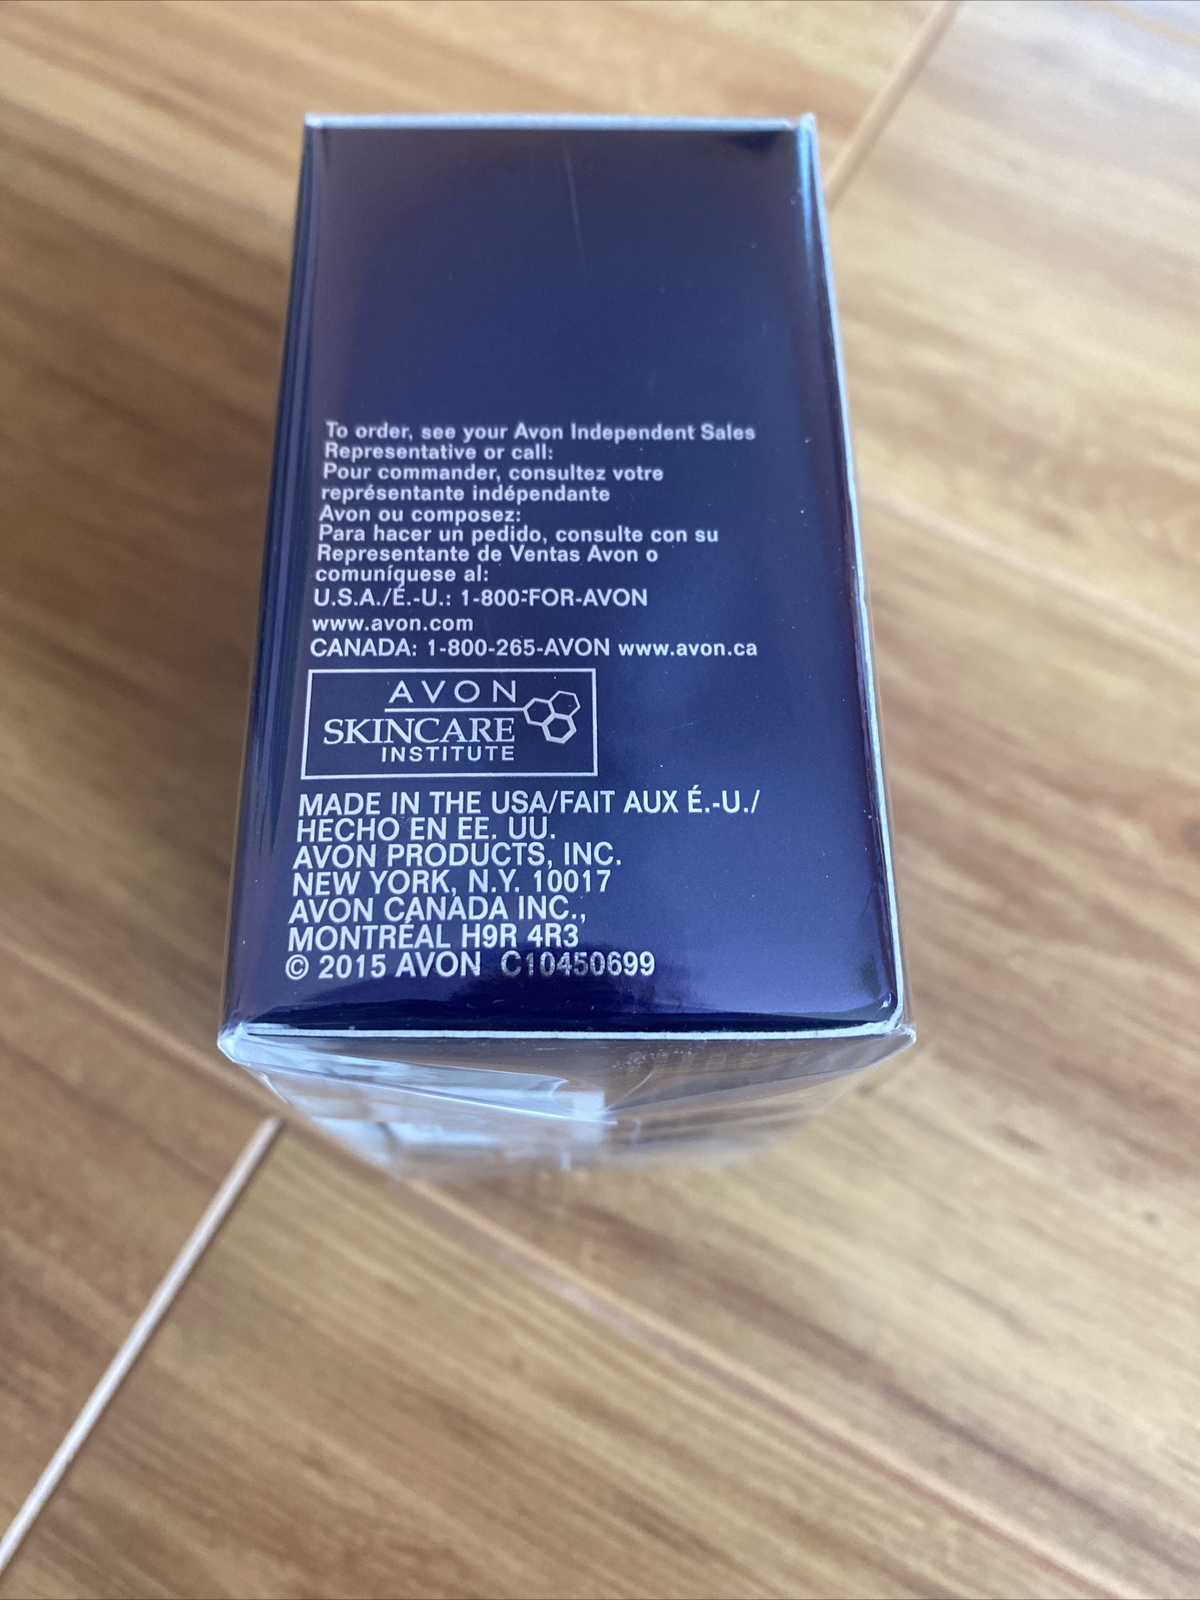 To order, see your Avon Independent Sales
Representative or call:
Pour commander, consultez votre
représentante indépendante
Avon ou composez:
Para hacer un pedido, consulte con su
Representante de Ventas Avon o
comuníquese al:
U.S.A./É.-U.: 1-800-FOR-AVON
www.avon.com
CANADA: 1-800-265-AVON www.avon.ca
AVON
SKINCARE
INSTITUTE
MADE IN THE USA/FAIT AUX É.-U./
HECHO EN EE. UU.
AVON PRODUCTS, INC.
NEW YORK, N.Y. 10017
AVON CANADA INC.,
MONTRÉAL H9R 4R3
© 2015 AVON C10450699